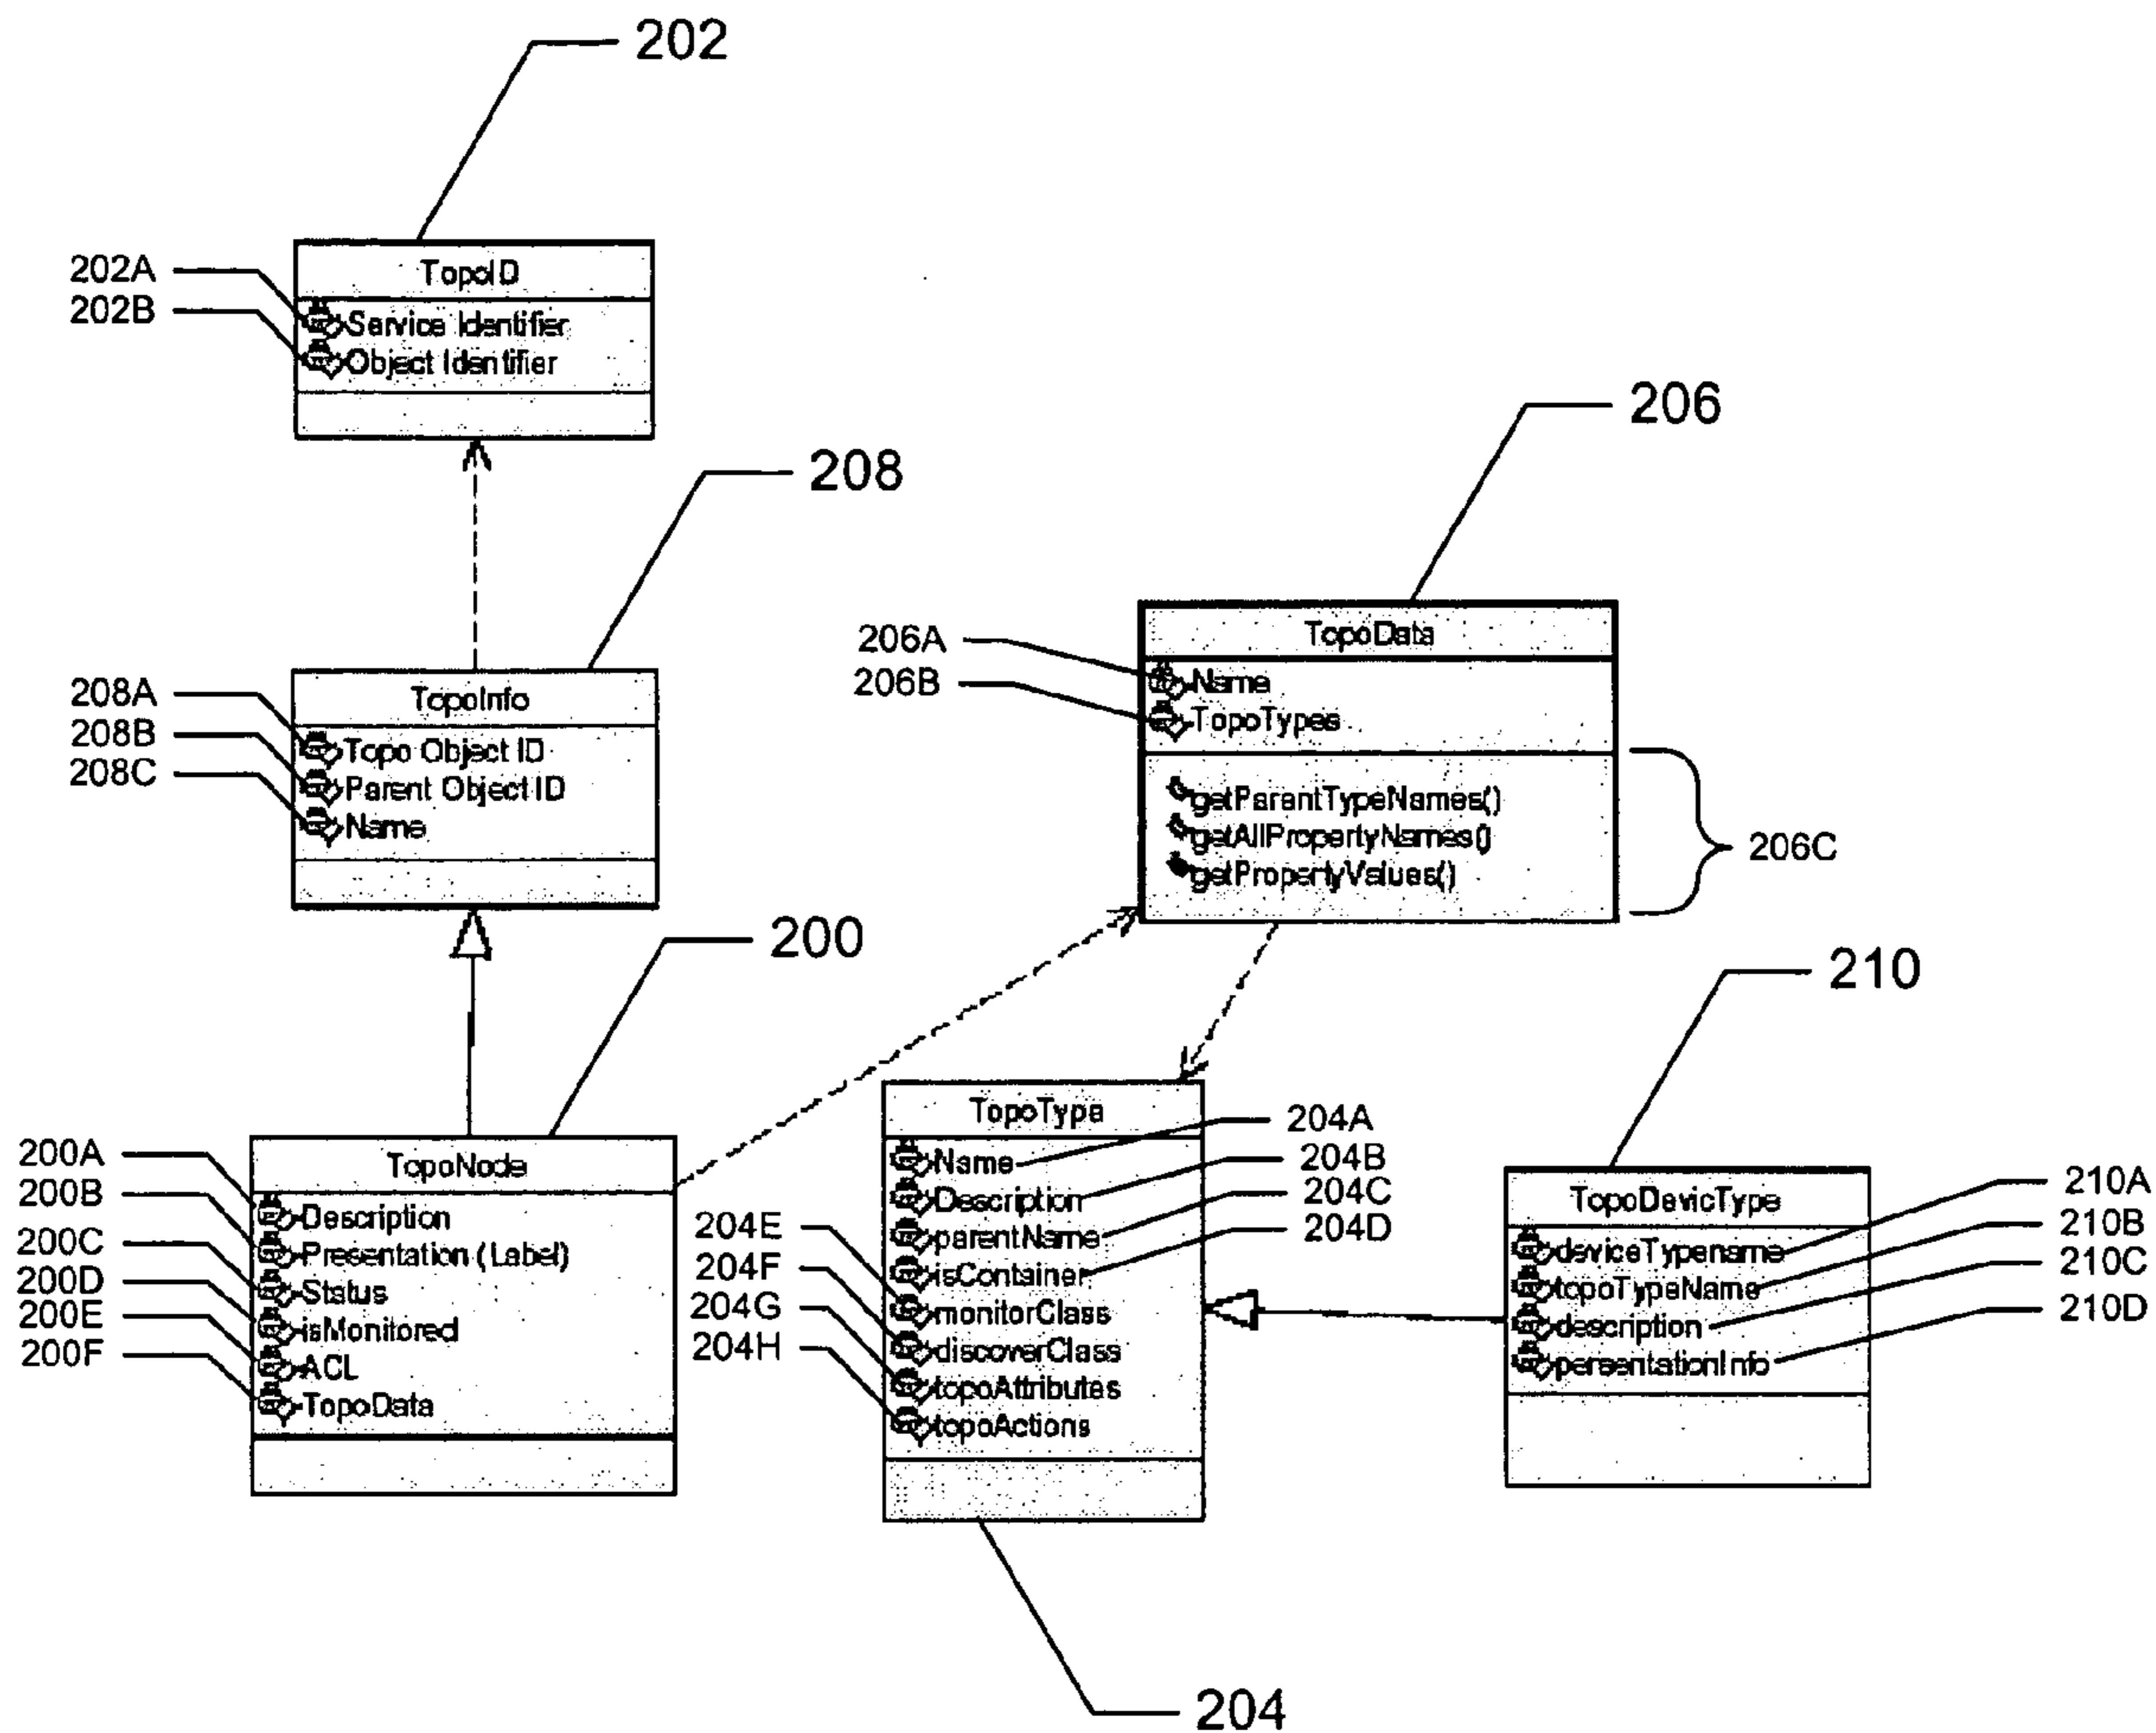 202
TopoID
202A
Service Identifier
202B
Object Identifier
208
TopoInfo
208A
Topo Object ID
208B
Parent Object ID
208C
Name
206
TopoData
206A
Name
206B
TopoTypes
getParentTypeNames()
getAllPropertyNames()
getPropertyValues()
206C
200
TopoNode
200A
Description
200B
Presentation (Label)
200C
Status
200D
isMonitored
200E
ACL
200F
TopoData
TopoType
Name
204A
Description
204B
parentName
204C
isContainer
204D
204E
monitorClass
204F
discoverClass
204G
topoAttributes
204H
topoActions
204
210
TopoDevicType
deviceTypename
210A
topoTypeName
210B
description
210C
persentationInfo
210D